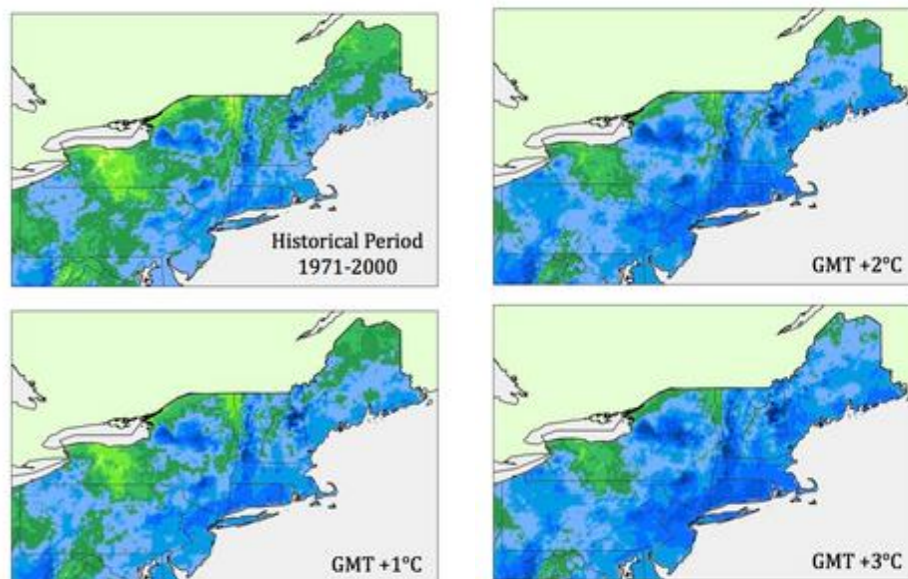 Historical Period
1971-2000
GMT +2°C
GMT +1°C
GMT +3°C